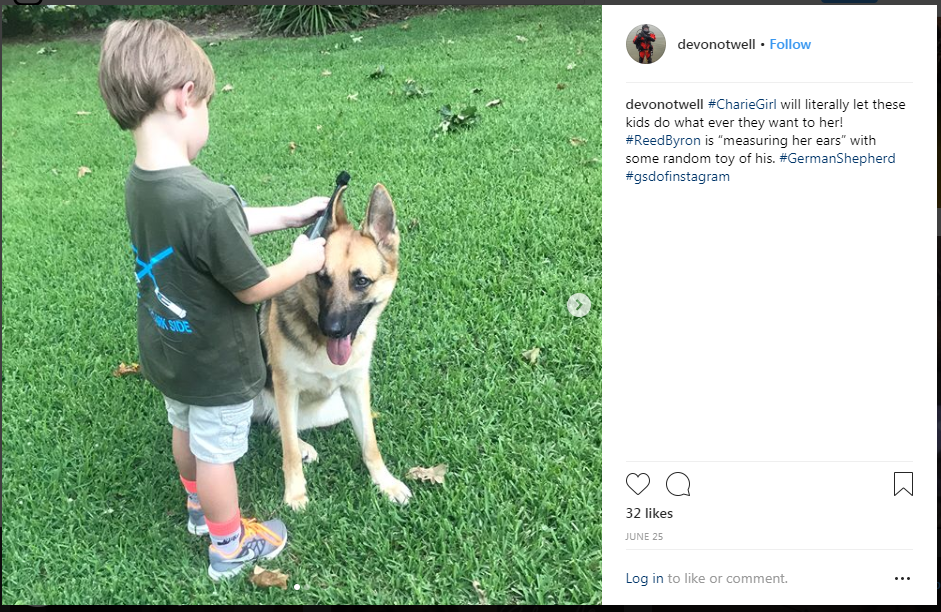 devonotwell • Follow
devonotwell #CharieGirl will literally let these
kids do what ever they want to her!
#ReedByron is “measuring her ears” with
some random toy of his. #GermanShepherd
#gsdofinstagram
SIDE
32 likes
JUNE 25
Log in to like or comment.